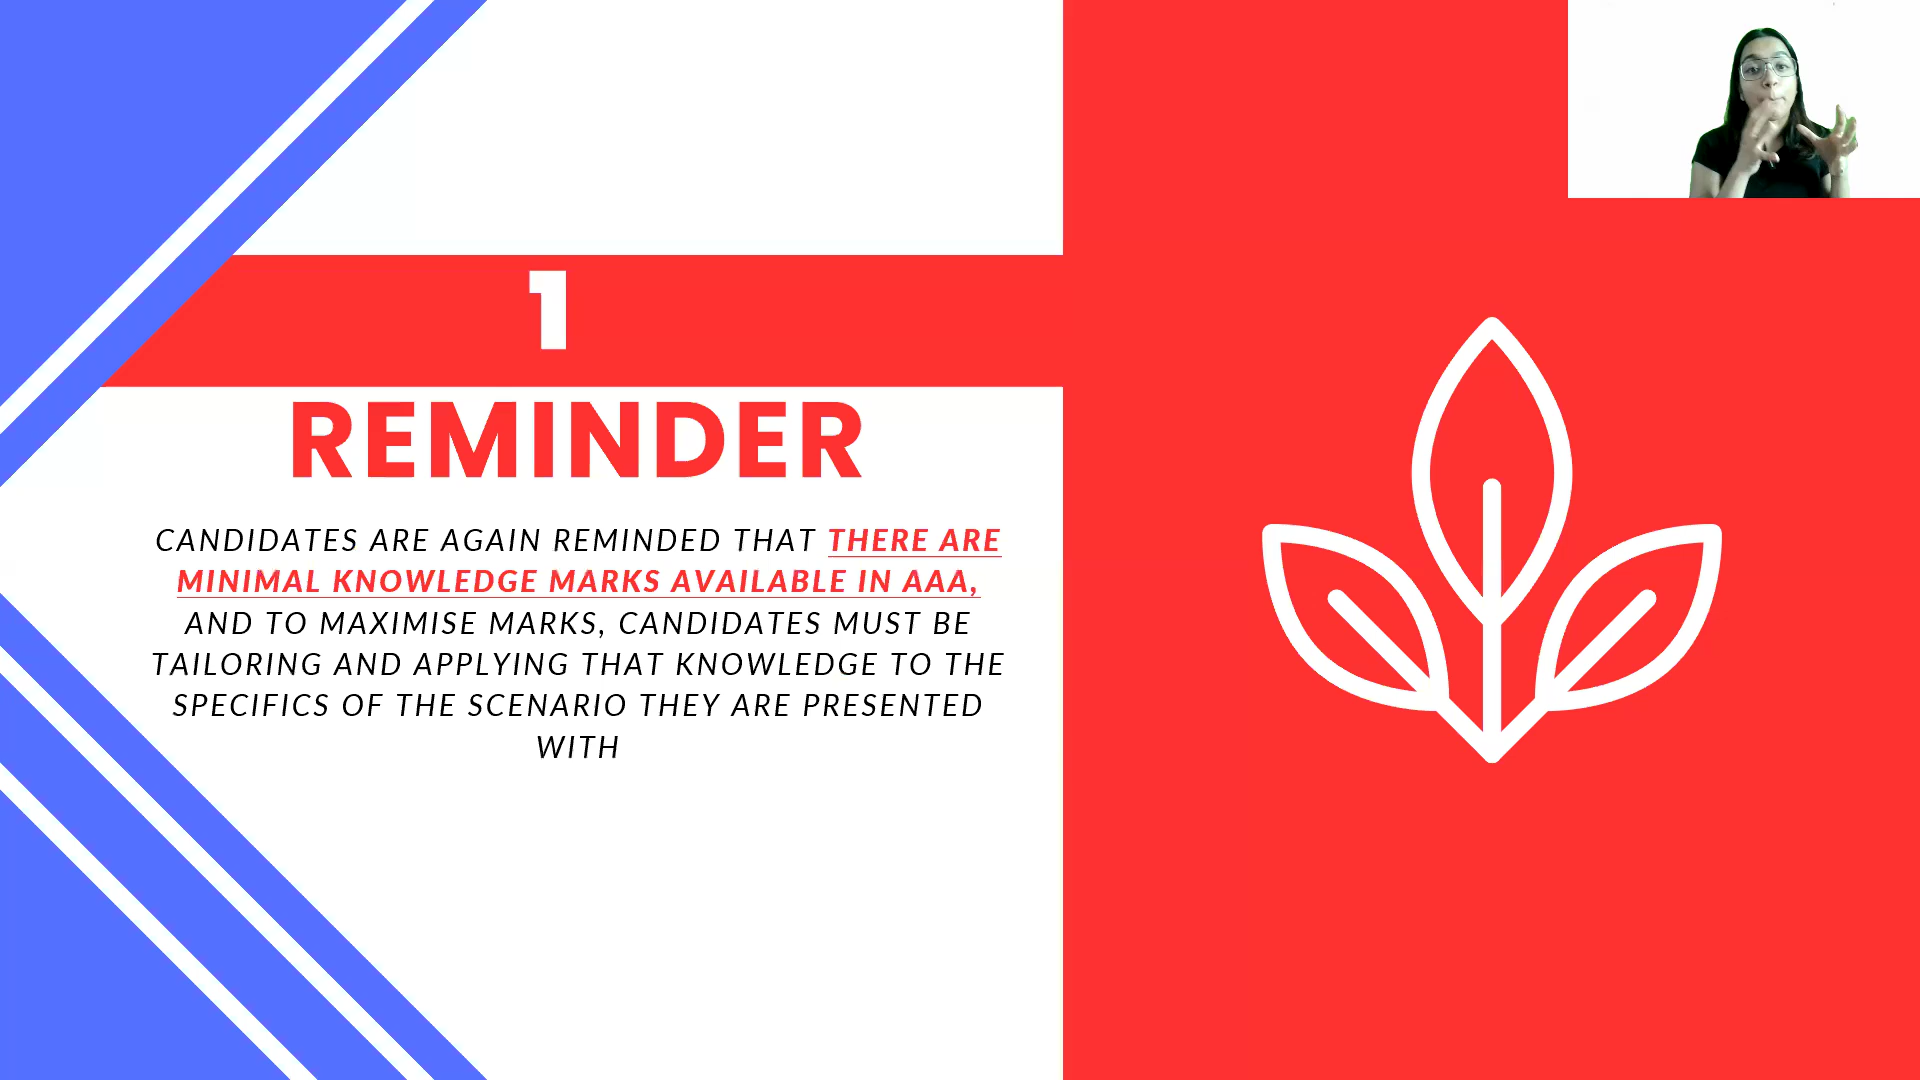 1
REMINDER
CANDIDATES ARE AGAIN REMINDED THAT THERE ARE
MINIMAL KNOWLEDGE MARKS AVAILABLE IN AAA,
AND TO MAXIMISE MARKS, CANDIDATES MUST BE
TAILORING AND APPLYING THAT KNOWLEDGE TO THE
SPECIFICS OF THE SCENARIO THEY ARE PRESENTED
WITH